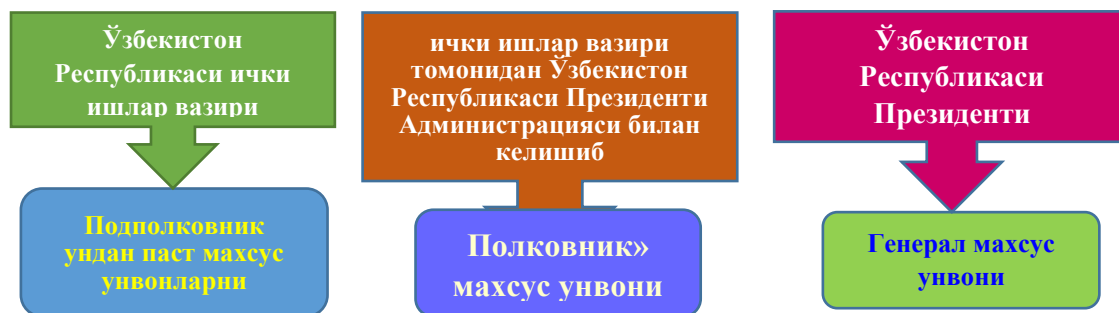 Ўзбекистон
Республикаси ички
ишлар вазири
Подполковник
ундан паст махсус
унвонларни
ички ишлар вазири
томонидан Ўзбекистон
Республикаси Президенти
Администрацияси билан
келишиб
Полковник»
махсус унвони
Ўзбекистон
Республикаси
Президенти
Генерал махсус
унвони